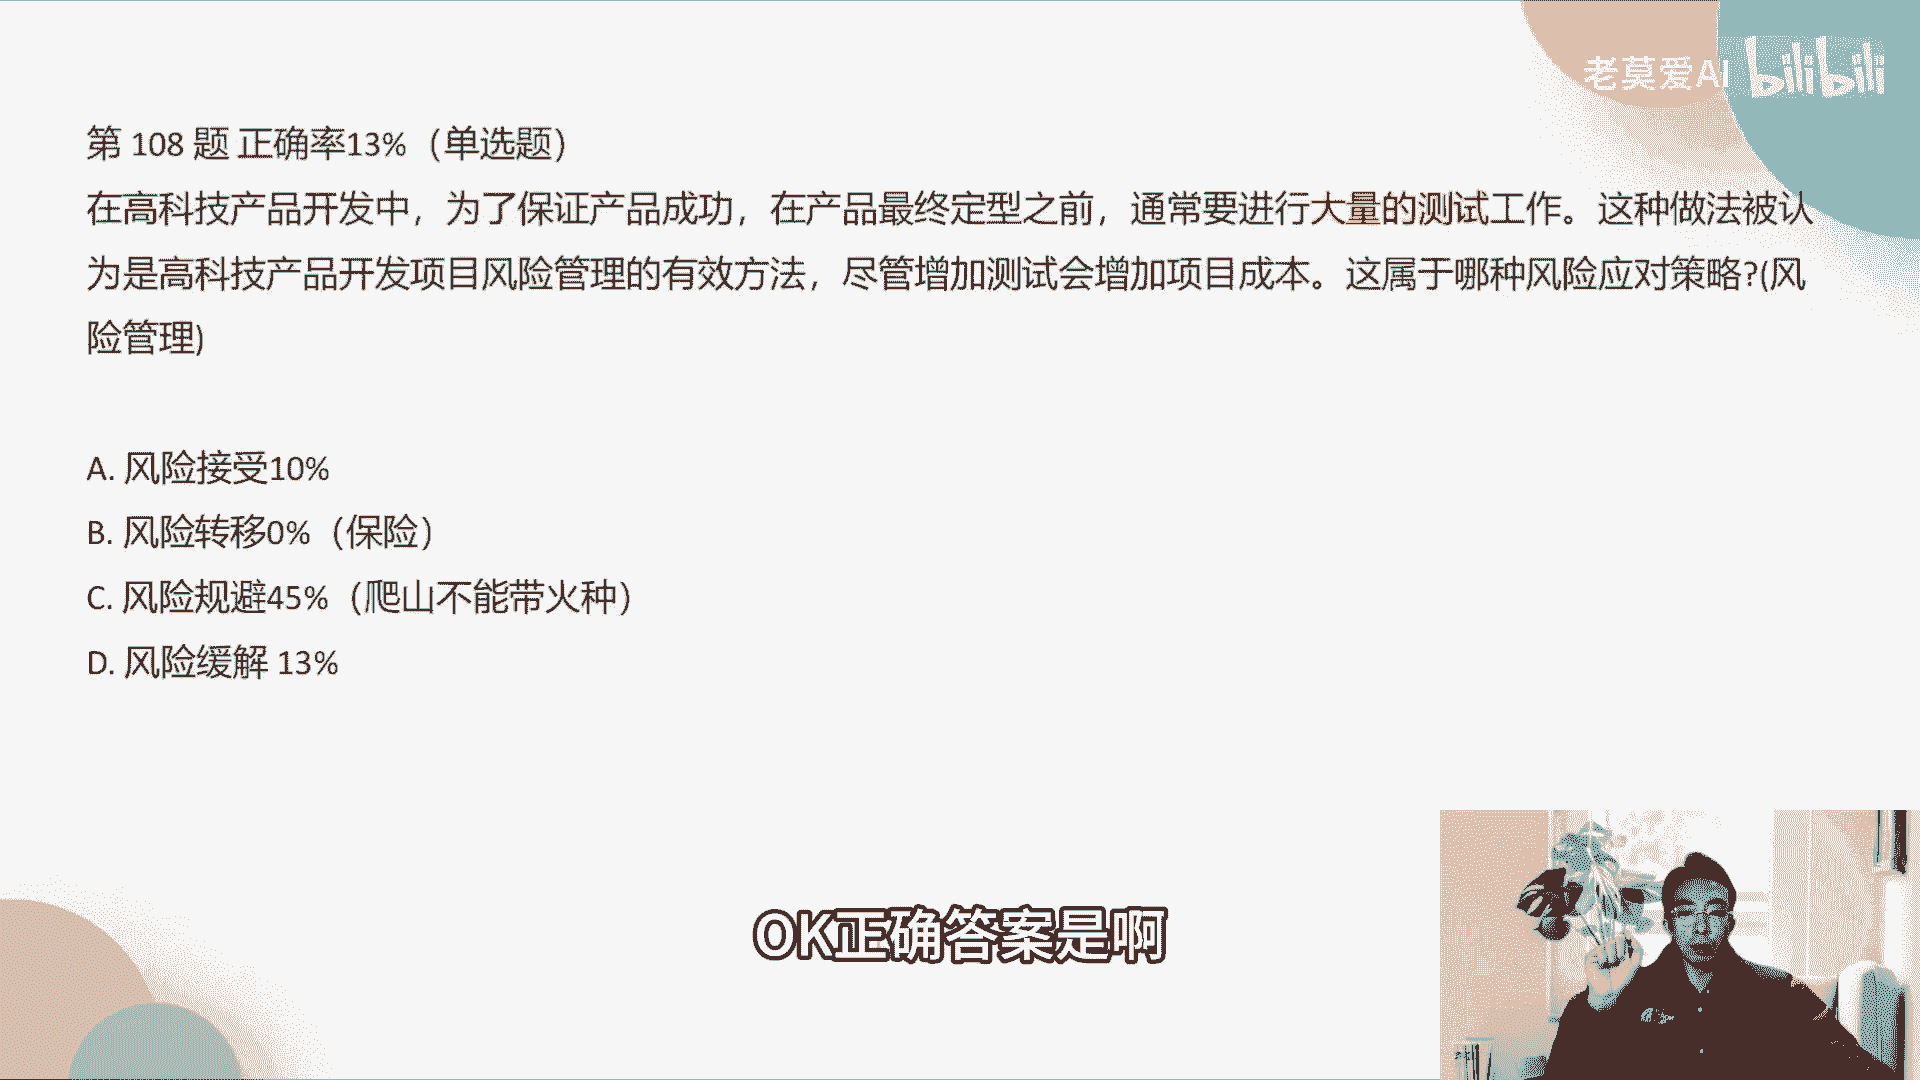 老莫爱AI bilibili
第 108 题 正确率13%（单选题）
在高科技产品开发中，为了保证产品成功，在产品最终定型之前，通常要进行大量的测试工作。这种做法被认
为是高科技产品开发项目风险管理的有效方法，尽管增加测试会增加项目成本。这属于哪种风险应对策略?(风
险管理)
A. 风险接受10%
B. 风险转移0%（保险）
C. 风险规避45%（爬山不能带火种）
D. 风险缓解 13%
OK正确答案是啊